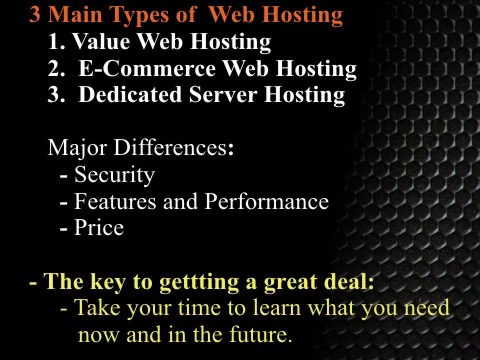 3 Main Types of  Web Hosting
1. Value Web Hosting
2.  E-Commerce Web Hosting
3.  Dedicated Server Hosting
Major Differences:
- Security
- Features and Performance
- Price
- The key to gettting a great deal:
- Take your time to learn what you need
now and in the future.